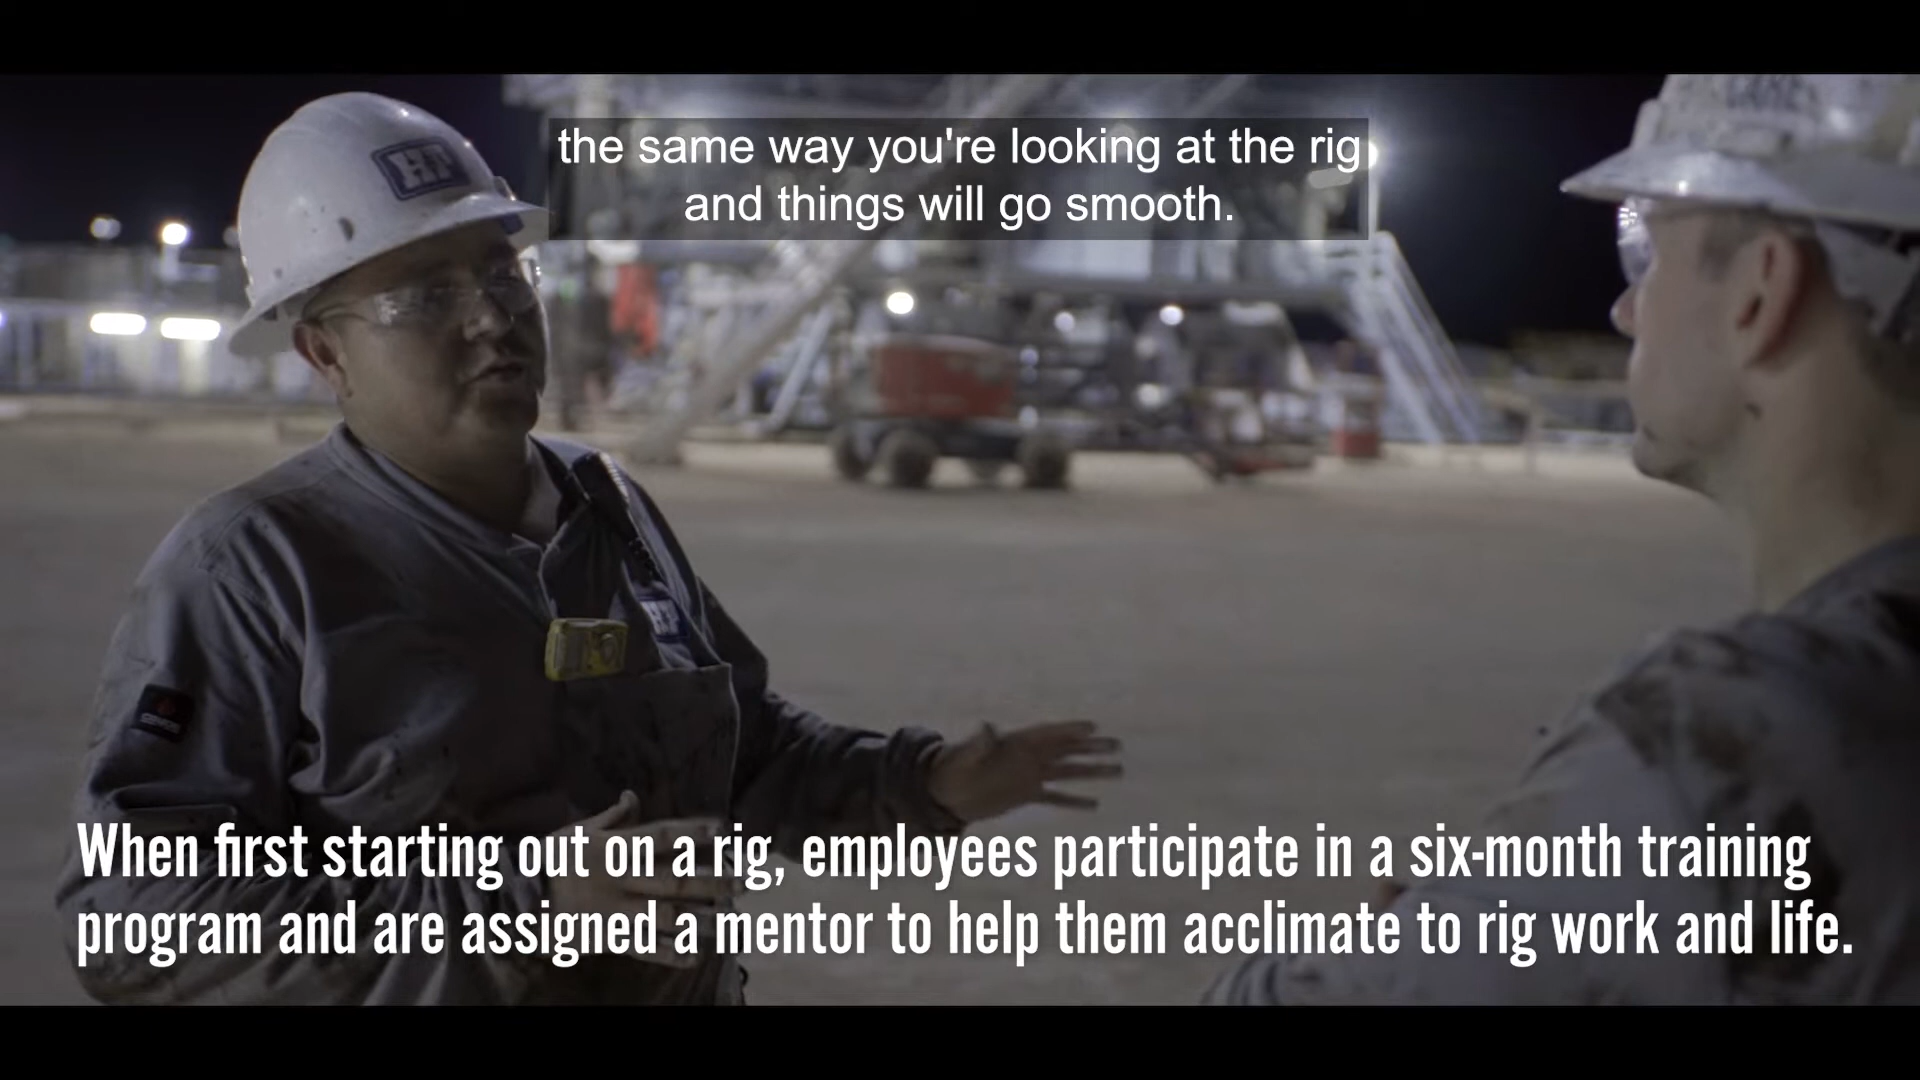 the same way you're looking at the rig
and things will go smooth.
H&P
H&P
When first starting out on a rig, employees participate in a six-month training
program and are assigned a mentor to help them acclimate to rig work and life.